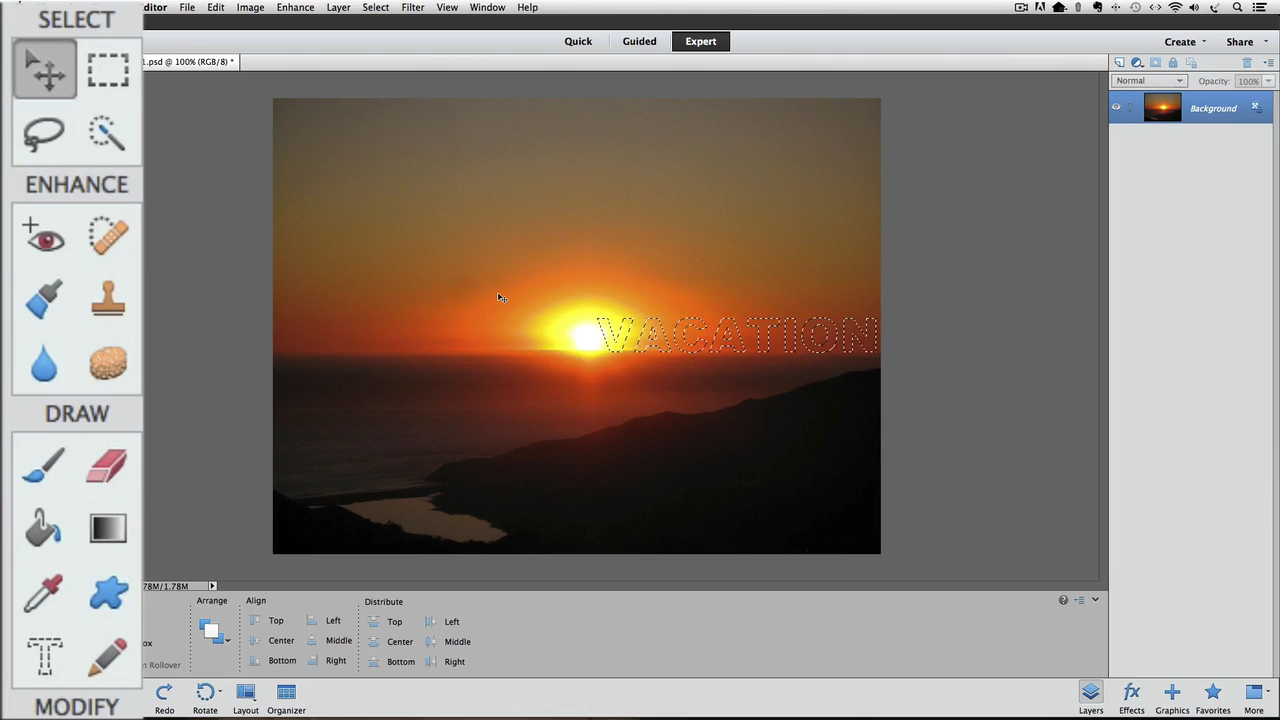 SELECT
ENHANCE
DRAW
MODIFY
File Edit Image Enhance Layer Select Filter View Window Help
Quick Guided Expert Create Share
1.psd @ 100% (RGB/8) *
Normal Opacity: 100%
Background
VACATION
78M/1.78M
Arrange Align Distribute
Top Left Top Left
Center Middle Center Middle
Bottom Right Bottom Right
Rollover
Redo Rotate Layout Organizer Layers Effects Graphics Favorites More